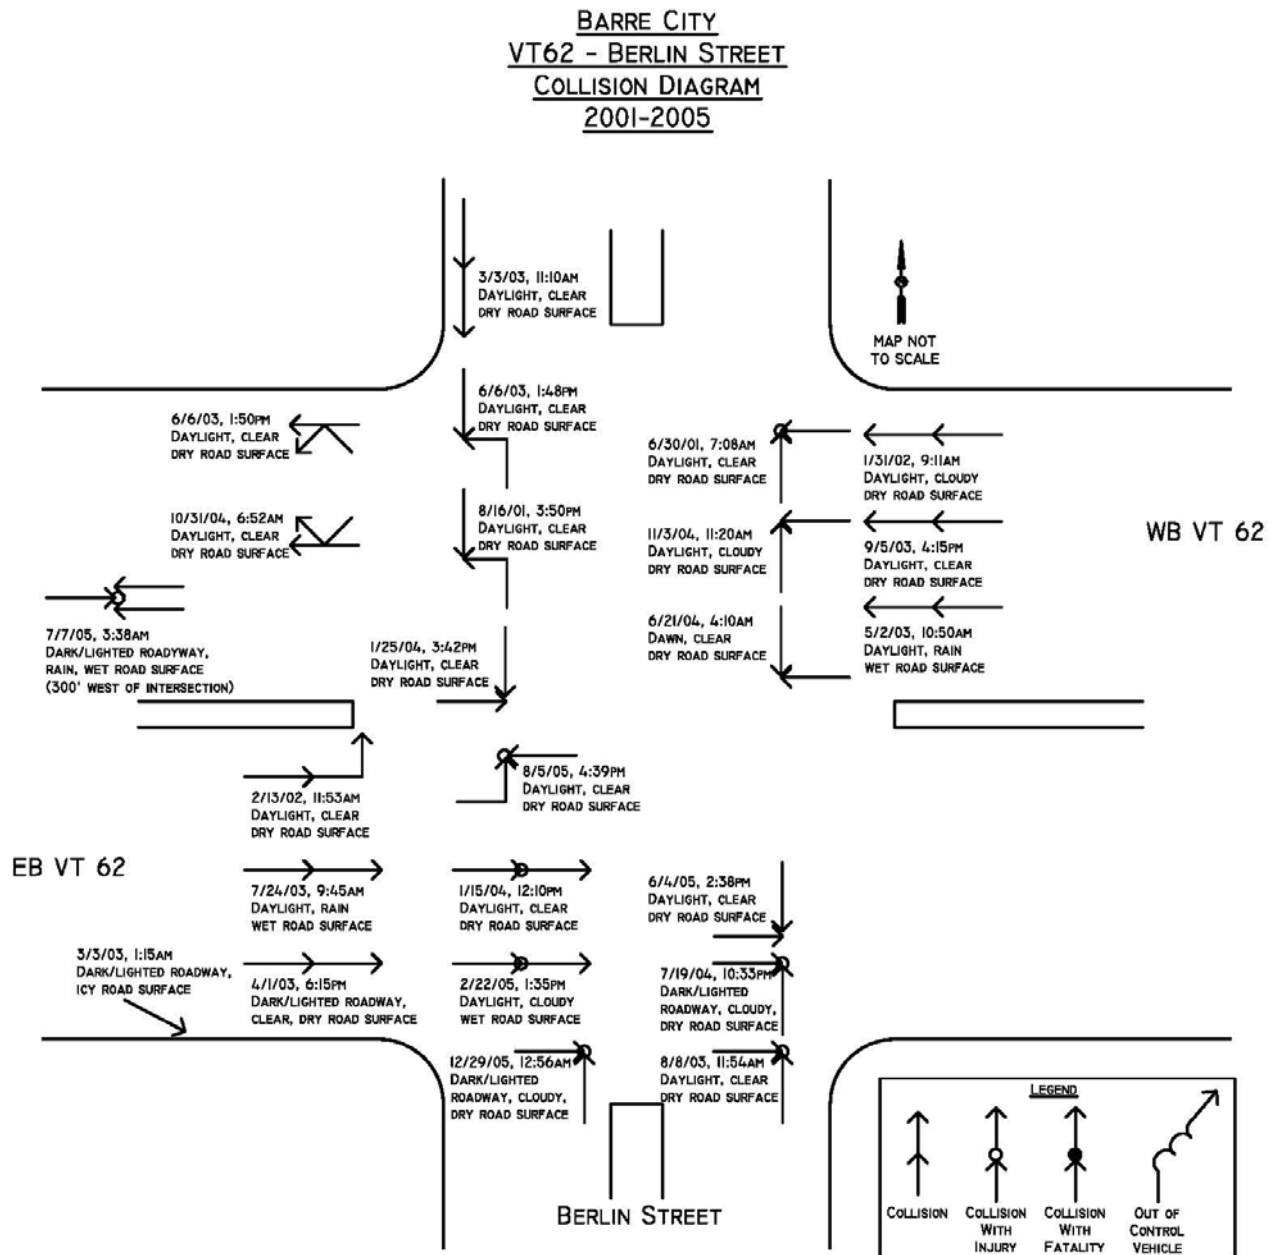 BARRE CITY
VT62 - BERLIN STREET
COLLISION DIAGRAM
2001-2005
3/3/03, 11:10AM
DAYLIGHT, CLEAR
DRY ROAD SURFACE
MAP NOT
TO SCALE
6/6/03, 1:48PM
DAYLIGHT, CLEAR
DRY ROAD SURFACE
6/6/03, 1:50PM
DAYLIGHT, CLEAR
DRY ROAD SURFACE
6/30/01, 7:08AM
DAYLIGHT, CLEAR
DRY ROAD SURFACE
1/31/02, 9:11AM
DAYLIGHT, CLOUDY
DRY ROAD SURFACE
8/16/01, 3:50PM
DAYLIGHT, CLEAR
DRY ROAD SURFACE
10/31/04, 6:52AM
DAYLIGHT, CLEAR
DRY ROAD SURFACE
11/3/04, 11:20AM
DAYLIGHT, CLOUDY
DRY ROAD SURFACE
9/5/03, 4:15PM
DAYLIGHT, CLEAR
DRY ROAD SURFACE
WB VT 62
7/7/05, 3:38AM
DARK/LIGHTED ROADYWAY,
RAIN, WET ROAD SURFACE
(300' WEST OF INTERSECTION)
1/25/04, 3:42PM
DAYLIGHT, CLEAR
DRY ROAD SURFACE
6/21/04, 4:10AM
DAWN, CLEAR
DRY ROAD SURFACE
5/2/03, 10:50AM
DAYLIGHT, RAIN
WET ROAD SURFACE
2/13/02, 11:53AM
DAYLIGHT, CLEAR
DRY ROAD SURFACE
8/5/05, 4:39PM
DAYLIGHT, CLEAR
DRY ROAD SURFACE
EB VT 62
7/24/03, 9:45AM
DAYLIGHT, RAIN
WET ROAD SURFACE
1/15/04, 12:10PM
DAYLIGHT, CLEAR
DRY ROAD SURFACE
6/4/05, 2:38PM
DAYLIGHT, CLEAR
DRY ROAD SURFACE
3/3/03, 1:15AM
DARK/LIGHTED ROADWAY,
ICY ROAD SURFACE
4/1/03, 6:15PM
DARK/LIGHTED ROADWAY,
CLEAR, DRY ROAD SURFACE
2/22/05, 1:35PM
DAYLIGHT, CLOUDY
WET ROAD SURFACE
7/19/04, 10:33PM
DARK/LIGHTED
ROADWAY, CLOUDY,
DRY ROAD SURFACE
12/29/05, 12:56AM
DARK/LIGHTED
ROADWAY, CLOUDY,
DRY ROAD SURFACE
8/8/03, 11:54AM
DAYLIGHT, CLEAR
DRY ROAD SURFACE
BERLIN STREET
LEGEND
COLLISION
COLLISION
WITH
INJURY
COLLISION
WITH
FATALITY
OUT OF
CONTROL
VEHICLE